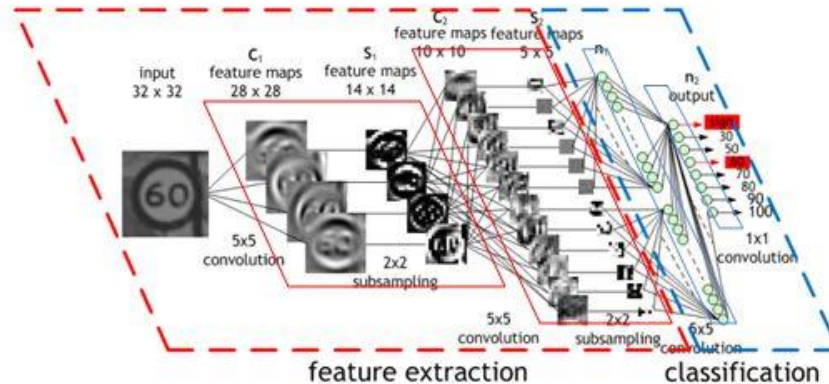 input
32 x 32
C1
feature maps
28 x 28
S1
feature maps
14 x 14
C2
feature maps
10 x 10
S2
feature maps
5 x 5
n1
n2
output
60
30
50
70
80
90
100
5x5
convolution
2x2
subsampling
5x5
convolution
2x2
subsampling
6x5
convolution
1x1
convolution
feature extraction
classification